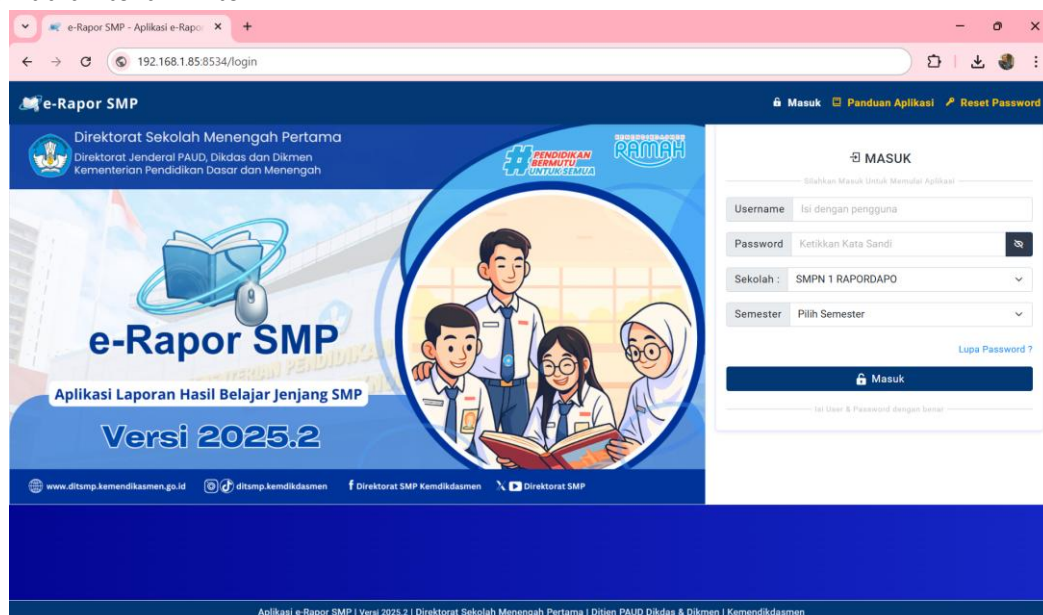 e-Rapor SMP - Aplikasi e-Rapor
192.168.1.85:8534/login
e-Rapor SMP
Masuk
Panduan Aplikasi
Reset Password
Direktorat Sekolah Menengah Pertama
Direktorat Jenderal PAUD, Dikdas dan Dikmen
Kementerian Pendidikan Dasar dan Menengah
# PENDIDIKAN
BERMUTU
UNTUK SEMUA
RAMAH
e-Rapor SMP
Aplikasi Laporan Hasil Belajar Jenjang SMP
Versi 2025.2
www.ditsmp.kemendikasmen.go.id
ditsmp.kemdikdasmen
Direktorat SMP Kemdikdasmen
Direktorat SMP
MASUK
Silahkan Masuk Untuk Memulai Aplikasi
Username
Isi dengan pengguna
Password
Ketikkan Kata Sandi
Sekolah :
SMPN 1 RAPORDAPO
Semester
Pilih Semester
Lupa Password ?
Masuk
Isi User & Password dengan benar
Aplikasi e-Rapor SMP | Versi 2025.2 | Direktorat Sekolah Menengah Pertama | Ditjen PAUD Dikdas & Dikmen | Kemendikdasmen